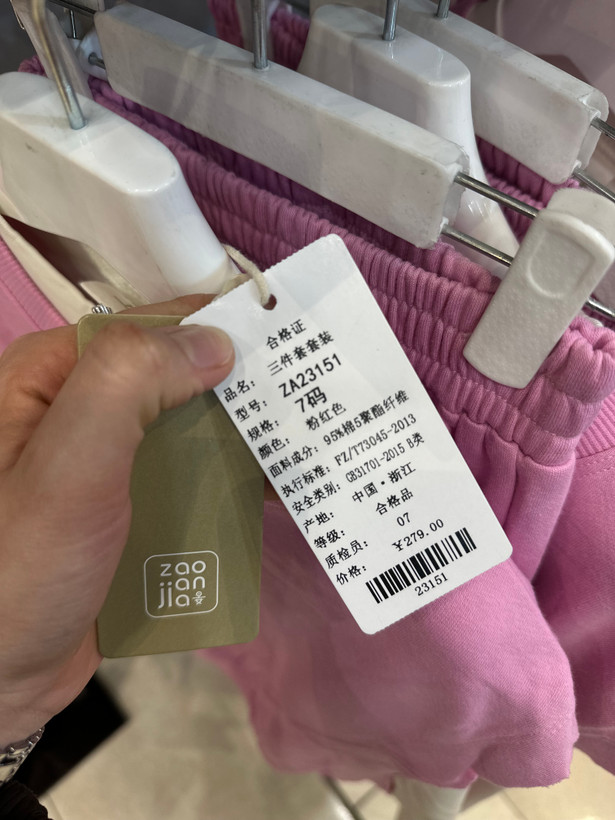 合格证
品名: 三件套套装
型号: ZA23151
规格: 7码
颜色: 粉红色
面料成分: 95%棉5聚酯纤维
执行标准: FZ/T73045-2013
安全类别: GB31701-2015 B类
产地: 中国·浙江
等级: 合格品
质检员: 07
价格: ¥279.00
23151
zao
jian
jia